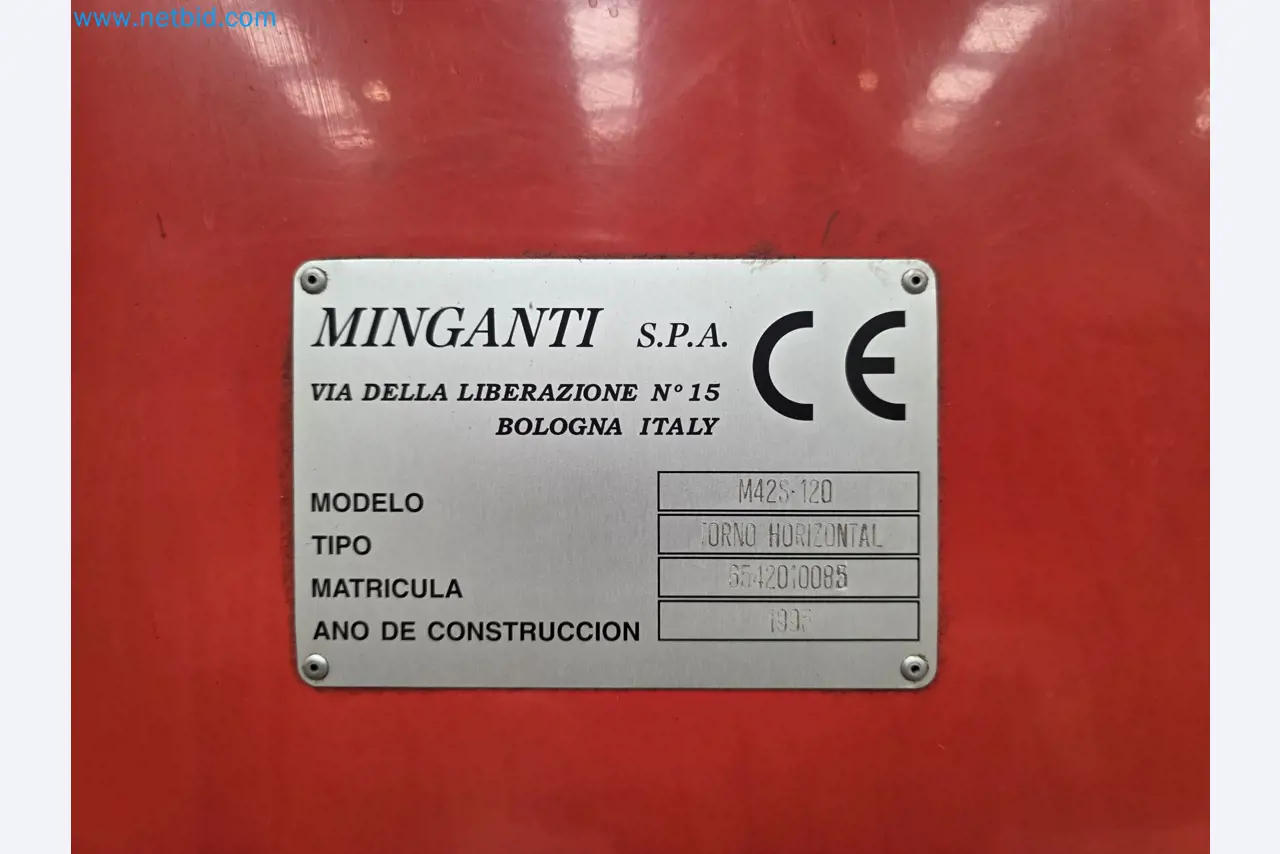 www.netbid.com
MINGANTI S.P.A. CE
VIA DELLA LIBERAZIONE Nº 15
BOLOGNA ITALY
MODELO M42S-120
TIPO TORNO HORIZONTAL
MATRICULA
ANO DE CONSTRUCCION